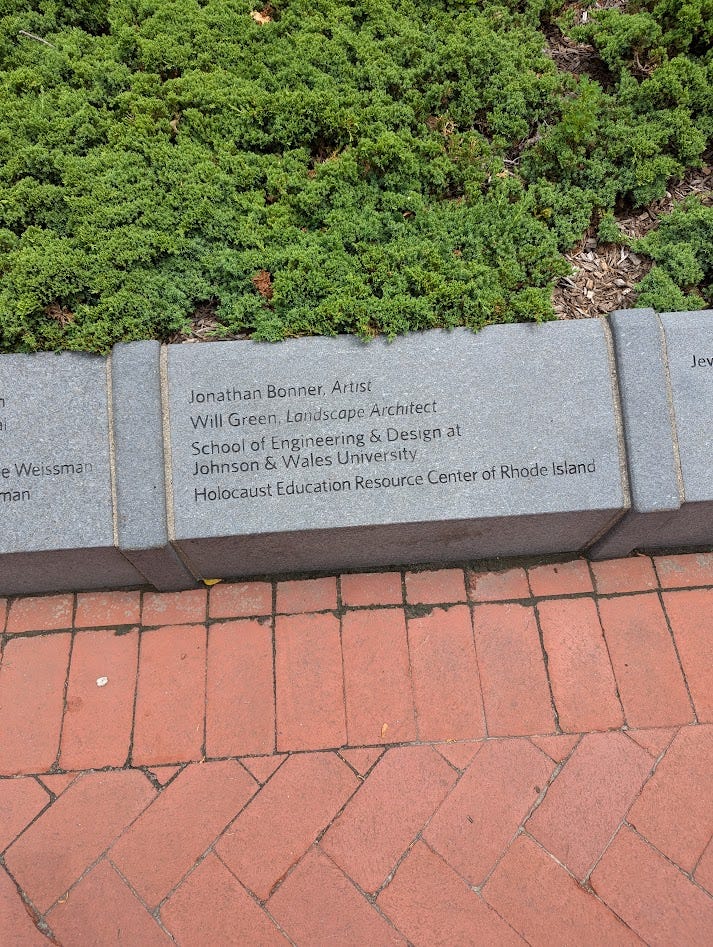 Jonathan Bonner, Artist
Will Green, Landscape Architect
School of Engineering & Design at
Johnson & Wales University
Holocaust Education Resource Center of Rhode Island
Weissman